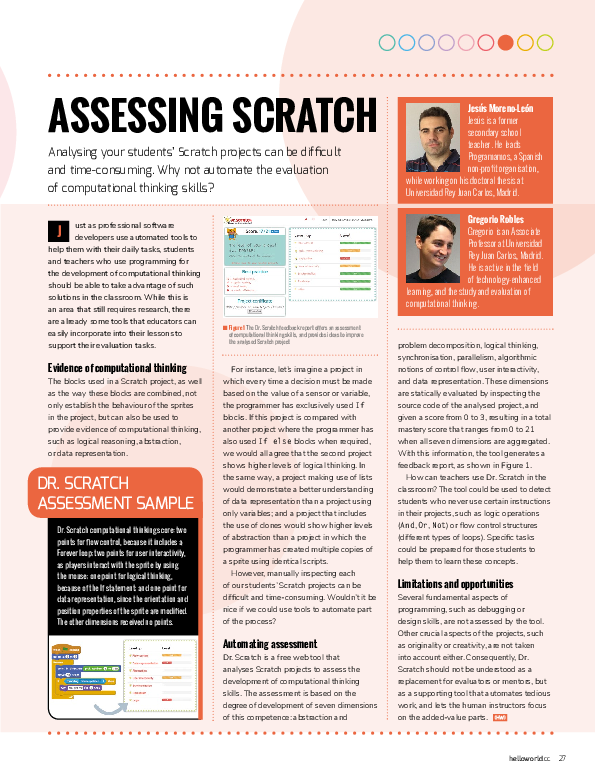 ASSESSING SCRATCH
Analysing your students' Scratch projects can be difficult
and time-consuming. Why not automate the evaluation
of computational thinking skills?
Jesús Moreno-León
Jesús is a former
secondary school
teacher. He leads
Programamos, a Spanish
non-profit organisation,
while working on his doctoral thesis at
Universidad Rey Juan Carlos, Madrid.
Gregorio Robles
Gregorio is an Associate
Professor at Universidad
Rey Juan Carlos, Madrid.
He is active in the field
of technology-enhanced
learning, and the study and evaluation of
computational thinking.
Just as professional software
developers use automated tools to
help them with their daily tasks, students
and teachers who use programming for
the development of computational thinking
should be able to take advantage of such
solutions in the classroom. While this is
an area that still requires research, there
are already some tools that educators can
easily incorporate into their lessons to
support their evaluation tasks.
Evidence of computational thinking
The blocks used in a Scratch project, as well
as the way these blocks are combined, not
only establish the behaviour of the sprites
in the project, but can also be used to
provide evidence of computational thinking,
such as logical reasoning, abstraction,
or data representation.
DR. SCRATCH
ASSESSMENT SAMPLE
Dr. Scratch computational thinking score: two
points for flow control, because it includes a
Forever loop; two points for user interactivity,
as players interact with the sprite by using
the mouse; one point for logical thinking,
because of the If statement; and one point for
data representation, since the orientation and
position properties of the sprite are modified.
The other dimensions received no points.
Best practice
Project certificate
Level
Figure 1 The Dr. Scratch feedback report offers an assessment
of computational thinking skills, and provides ideas to improve
the analysed Scratch project
For instance, let's imagine a project in
which every time a decision must be made
based on the value of a sensor or variable,
the programmer has exclusively used If
blocks. If this project is compared with
another project where the programmer has
also used If else blocks when required,
we would all agree that the second project
shows higher levels of logical thinking. In
the same way, a project making use of lists
would demonstrate a better understanding
of data representation than a project using
only variables; and a project that includes
the use of clones would show higher levels
of abstraction than a project in which the
programmer has created multiple copies of
a sprite using identical scripts.
However, manually inspecting each
of our students' Scratch projects can be
difficult and time-consuming. Wouldn't it be
nice if we could use tools to automate part
of the process?
Automating assessment
Dr. Scratch is a free web tool that
analyses Scratch projects to assess the
development of computational thinking
skills. The assessment is based on the
degree of development of seven dimensions
of this competence: abstraction and
problem decomposition, logical thinking,
synchronisation, parallelism, algorithmic
notions of control flow, user interactivity,
and data representation. These dimensions
are statically evaluated by inspecting the
source code of the analysed project, and
given a score from 0 to 3, resulting in a total
mastery score that ranges from 0 to 21
when all seven dimensions are aggregated.
With this information, the tool generates a
feedback report, as shown in Figure 1.
How can teachers use Dr. Scratch in the
classroom? The tool could be used to detect
students who never use certain instructions
in their projects, such as logic operations
(And, Or, Not) or flow control structures
(different types of loops). Specific tasks
could be prepared for those students to
help them to learn these concepts.
Limitations and opportunities
Several fundamental aspects of
programming, such as debugging or
design skills, are not assessed by the tool.
Other crucial aspects of the projects, such
as originality or creativity, are not taken
into account either. Consequently, Dr.
Scratch should not be understood as a
replacement for evaluators or mentors, but
as a supporting tool that automates tedious
work, and lets the human instructors focus
on the added-value parts.
helloworld.cc 27